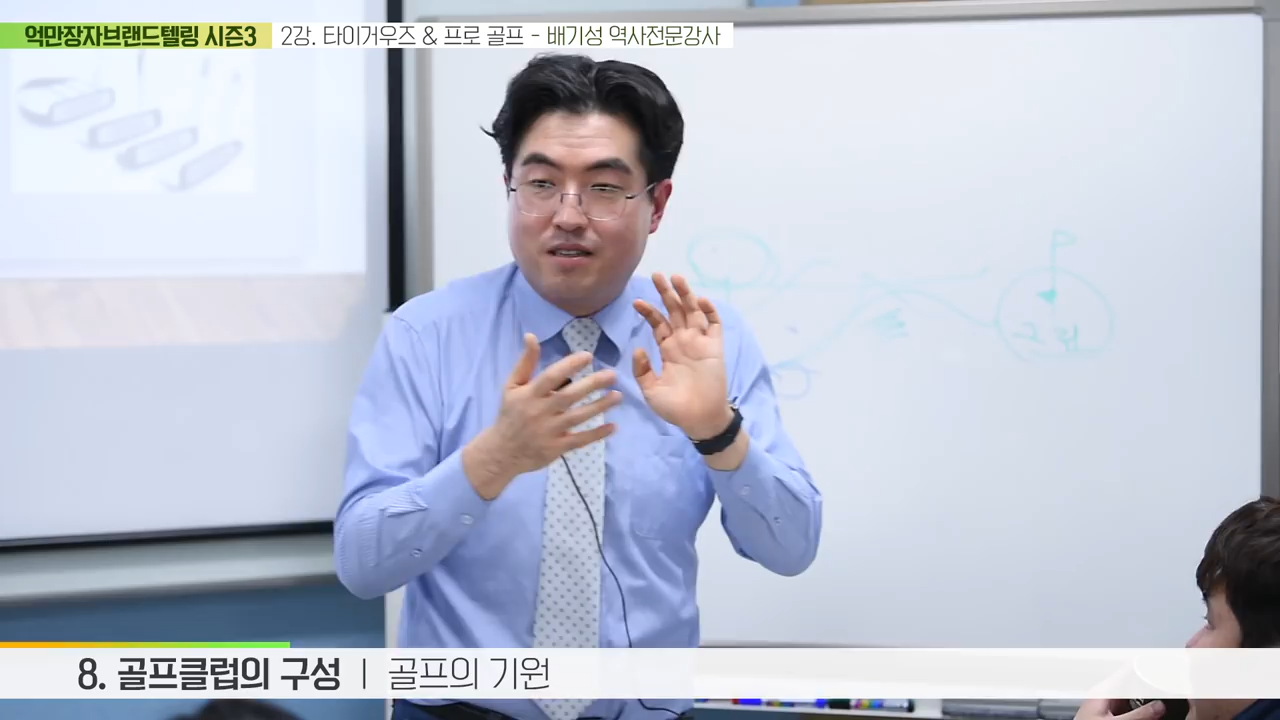 억만장자브랜드텔링 시즌3 2강. 타이거우즈 & 프로 골프 - 배기성 역사전문강사
그린
8. 골프클럽의 구성 | 골프의 기원